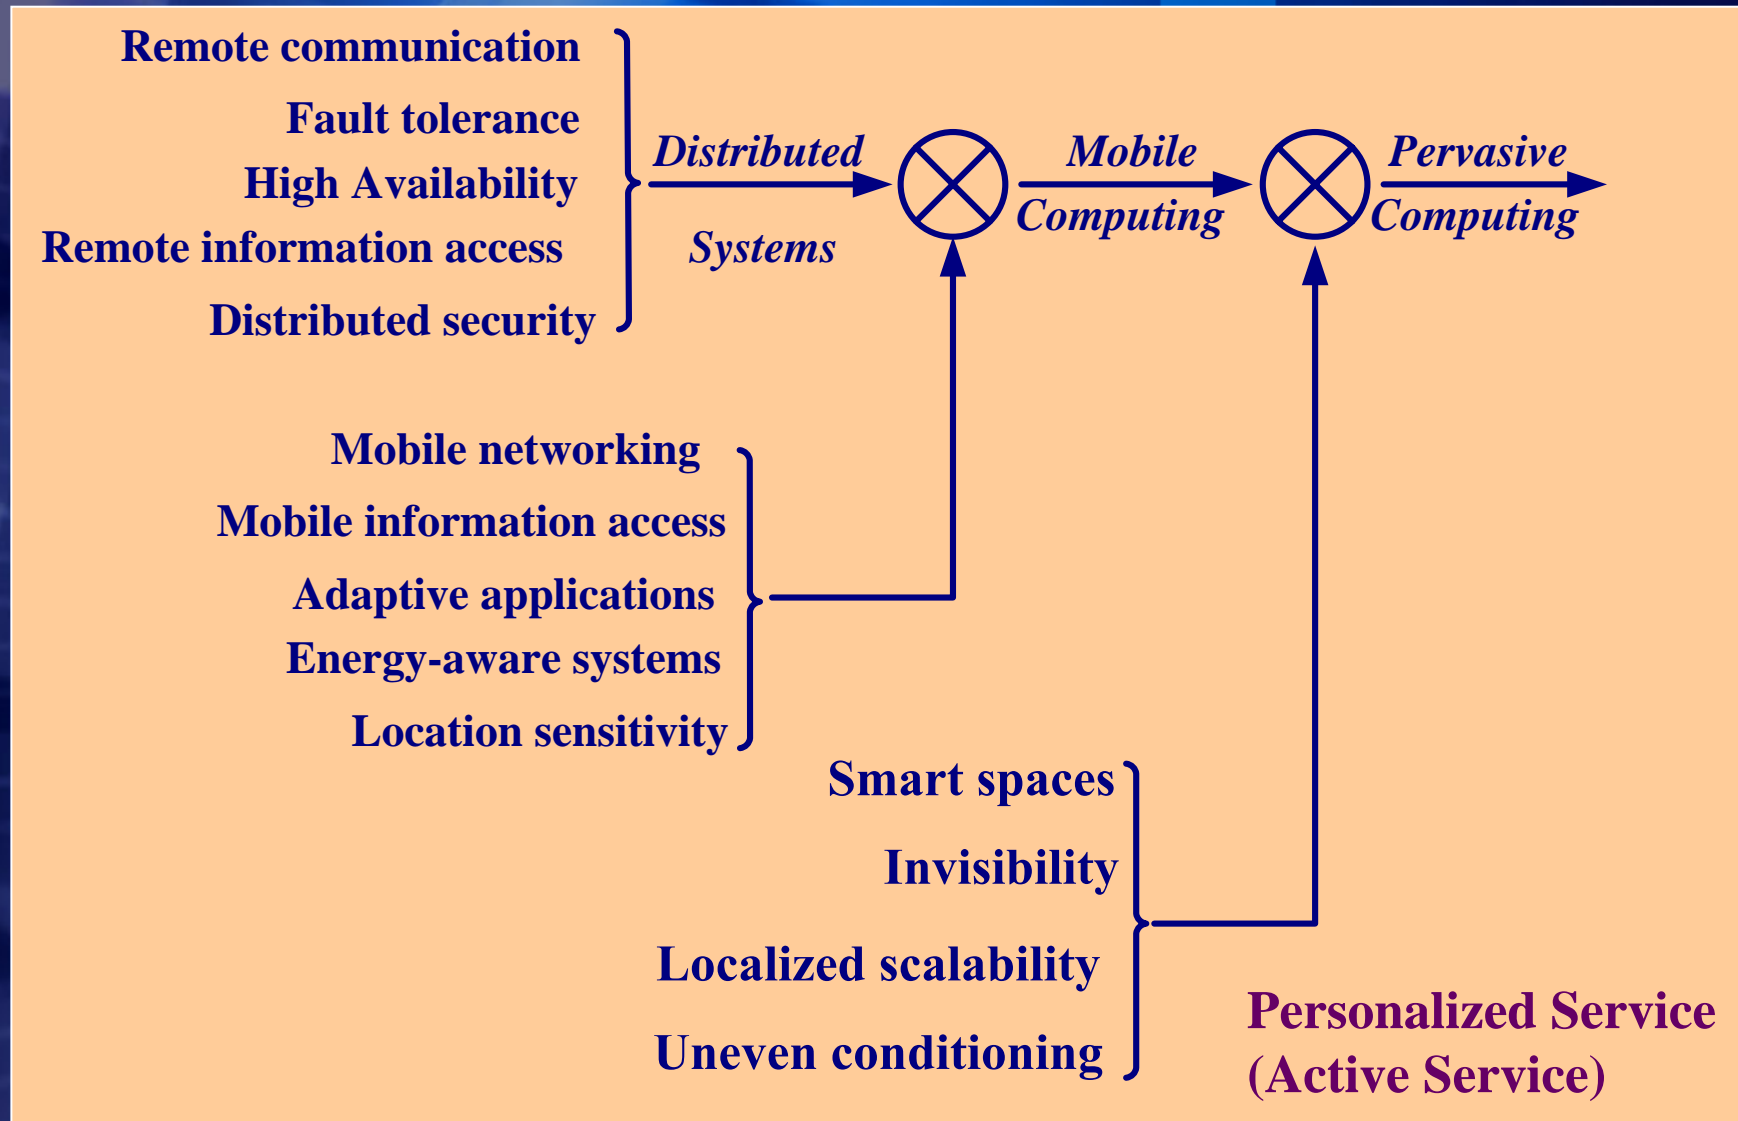 Remote communication
Fault tolerance
High Availability
Remote information access
Distributed security
Distributed
Systems
Mobile
Computing
Pervasive
Computing
Mobile networking
Mobile information access
Adaptive applications
Energy-aware systems
Location sensitivity
Smart spaces
Invisibility
Localized scalability
Uneven conditioning
Personalized Service
(Active Service)